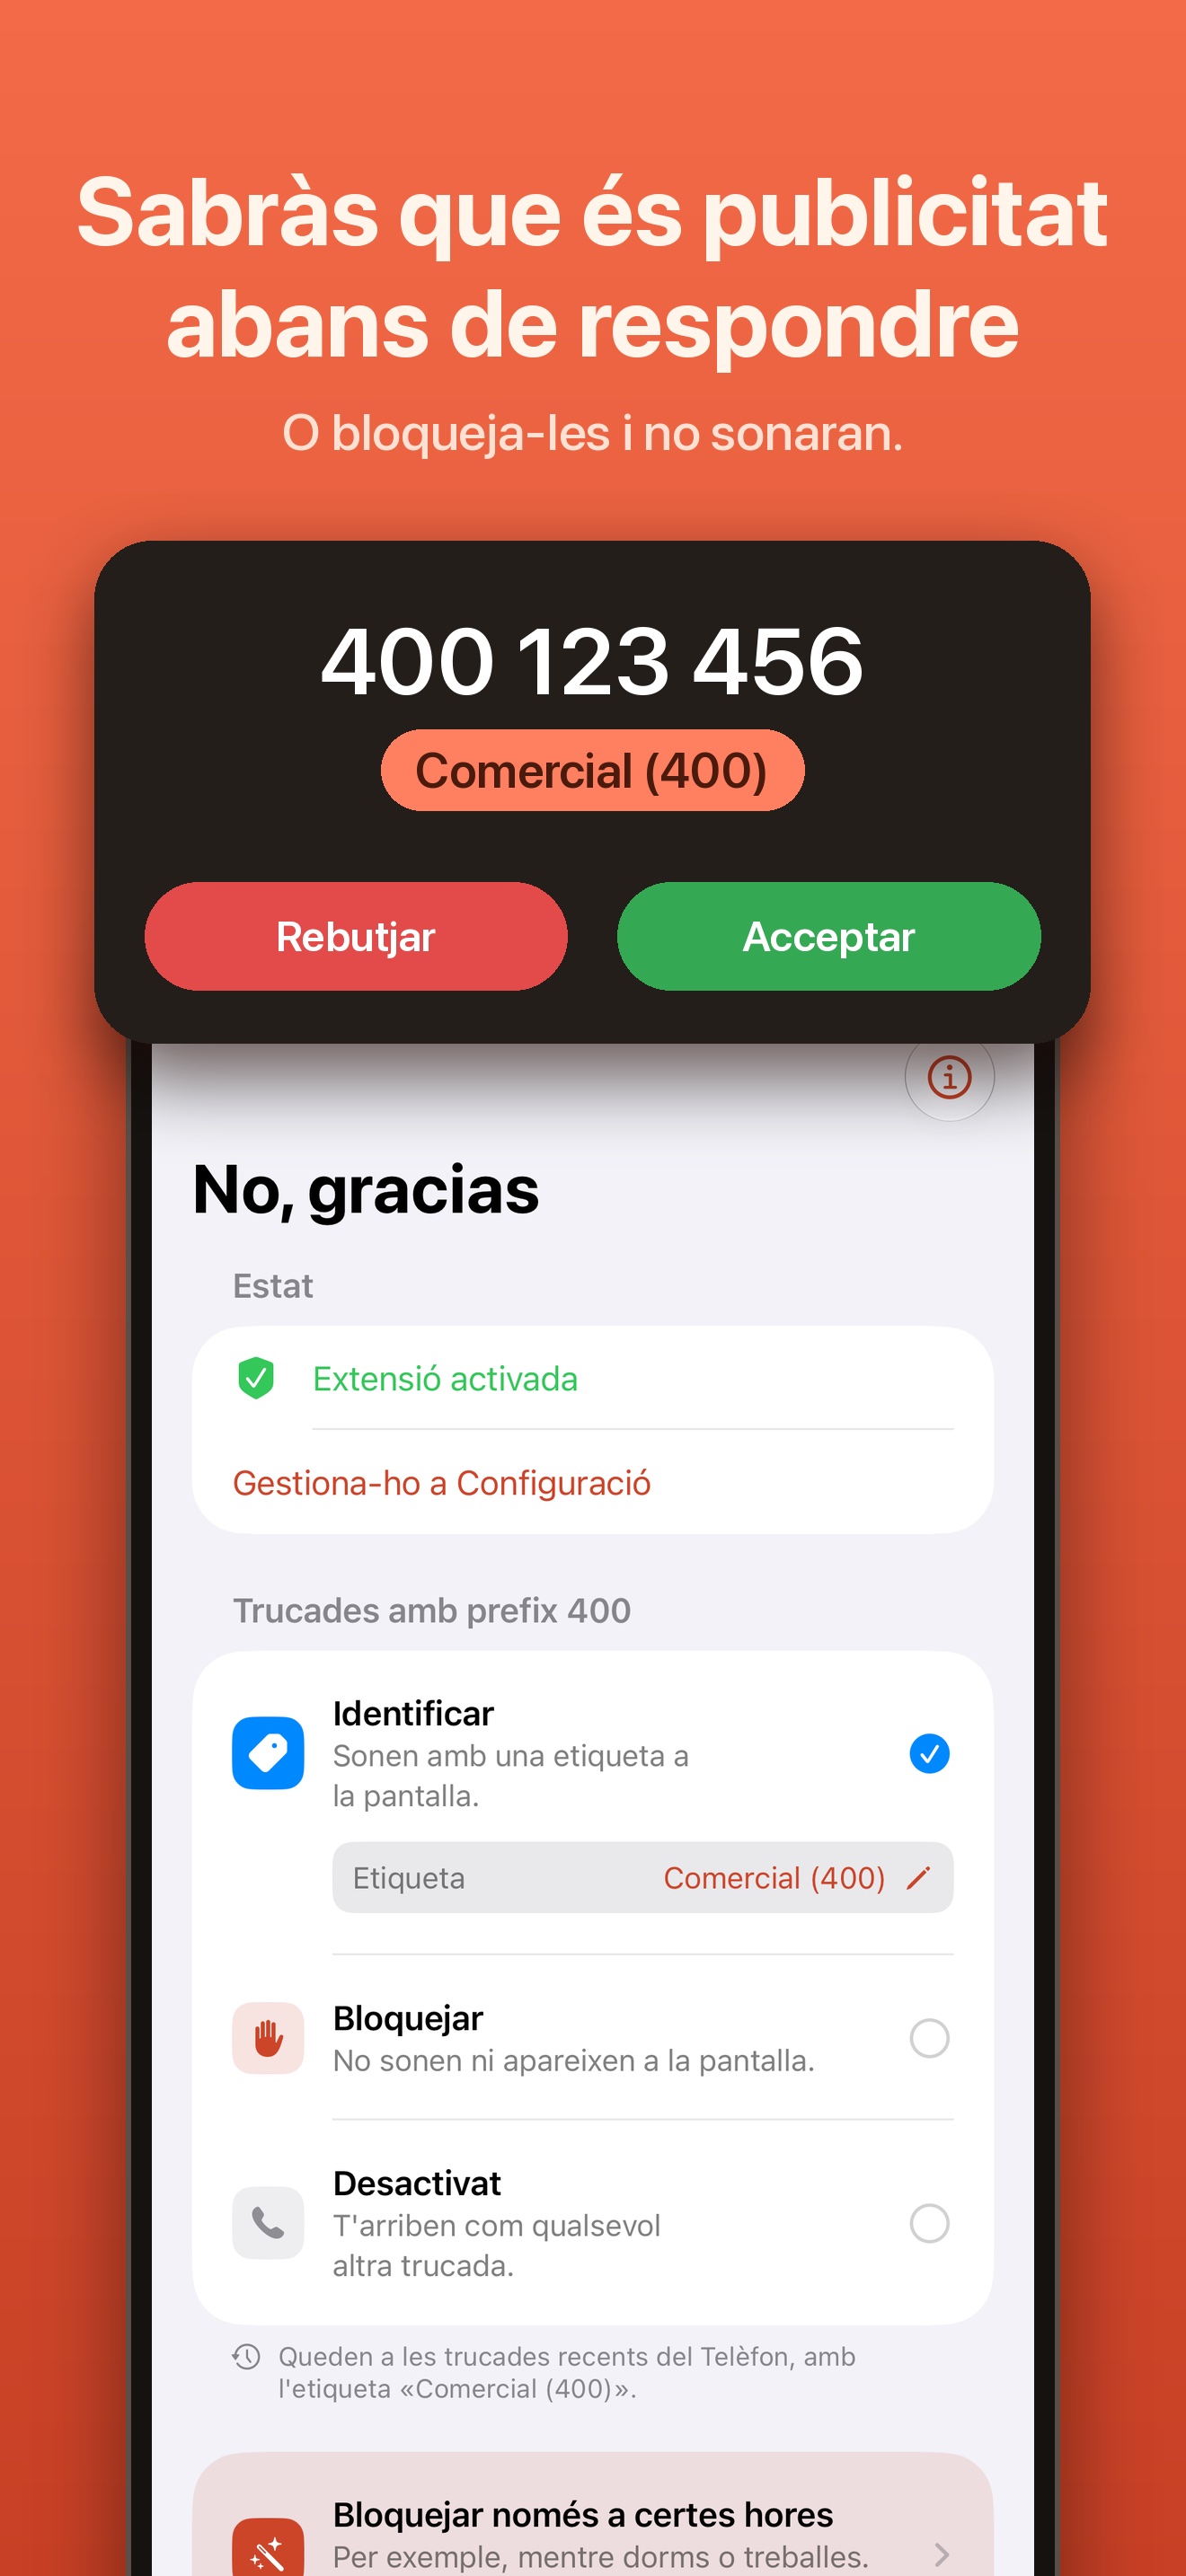 Sabràs que és publicitat
abans de respondre
O bloqueja-les i no sonaran.
400 123 456
Comercial (400)
Rebutjar
Acceptar
No, gracias
Estat
Extensió activada
Gestiona-ho a Configuració
Trucades amb prefix 400
Identificar
Sonen amb una etiqueta a
la pantalla.
Etiqueta
Comercial (400)
Bloquejar
No sonen ni apareixen a la pantalla.
Desactivat
T'arriben com qualsevol
altra trucada.
Queden a les trucades recents del Telèfon, amb
l'etiqueta «Comercial (400)».
Bloquejar només a certes hores
Per exemple, mentre dorms o treballes.